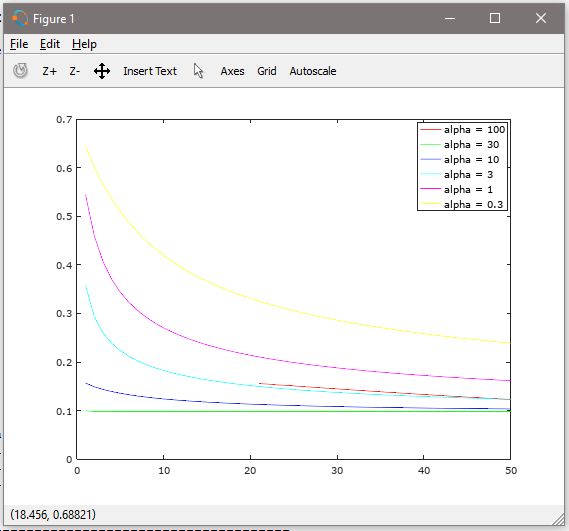 Figure 1
File Edit Help
Z+ Z- Insert Text Axes Grid Autoscale
0.7
0.6
0.5
0.4
0.3
0.2
0.1
0
0 10 20 30 40 50
alpha = 100
alpha = 30
alpha = 10
alpha = 3
alpha = 1
alpha = 0.3
(18.456, 0.68821)